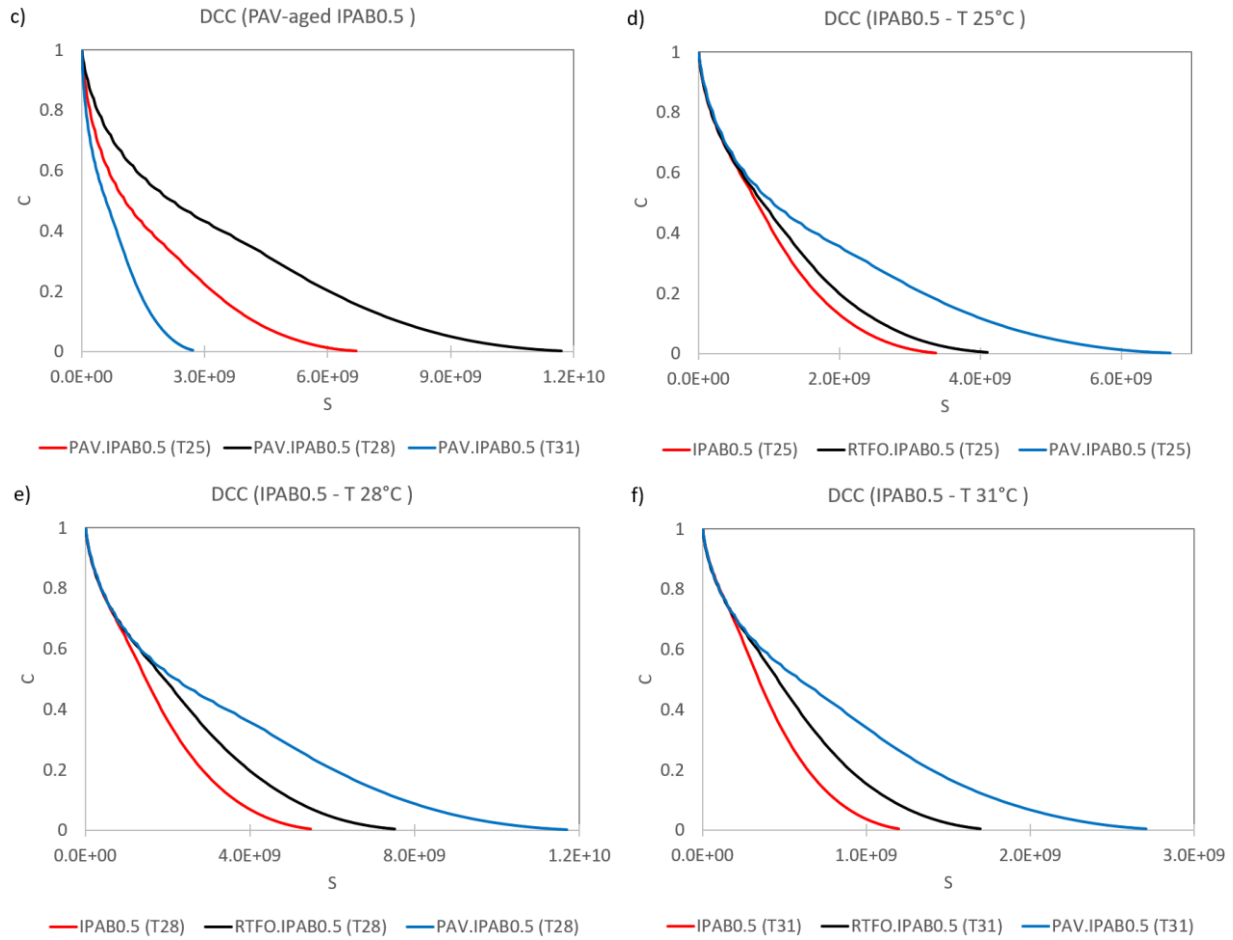 c)
DCC (PAV-aged IPAB0.5 )
1
0.8
0.6
0.4
0.2
0
C
0.0E+00 3.0E+09 6.0E+09 9.0E+09 1.2E+10
S
PAV.IPAB0.5 (T25) PAV.IPAB0.5 (T28) PAV.IPAB0.5 (T31)
d)
DCC (IPAB0.5 - T 25°C )
1
0.8
0.6
0.4
0.2
0
C
0.0E+00 2.0E+09 4.0E+09 6.0E+09
S
IPAB0.5 (T25) RTFO.IPAB0.5 (T25) PAV.IPAB0.5 (T25)
e)
DCC (IPAB0.5 - T 28°C )
1
0.8
0.6
0.4
0.2
0
C
0.0E+00 4.0E+09 8.0E+09 1.2E+10
S
IPAB0.5 (T28) RTFO.IPAB0.5 (T28) PAV.IPAB0.5 (T28)
f)
DCC (IPAB0.5 - T 31°C )
1
0.8
0.6
0.4
0.2
0
C
0.0E+00 1.0E+09 2.0E+09 3.0E+09
S
IPAB0.5 (T31) RTFO.IPAB0.5 (T31) PAV.IPAB0.5 (T31)